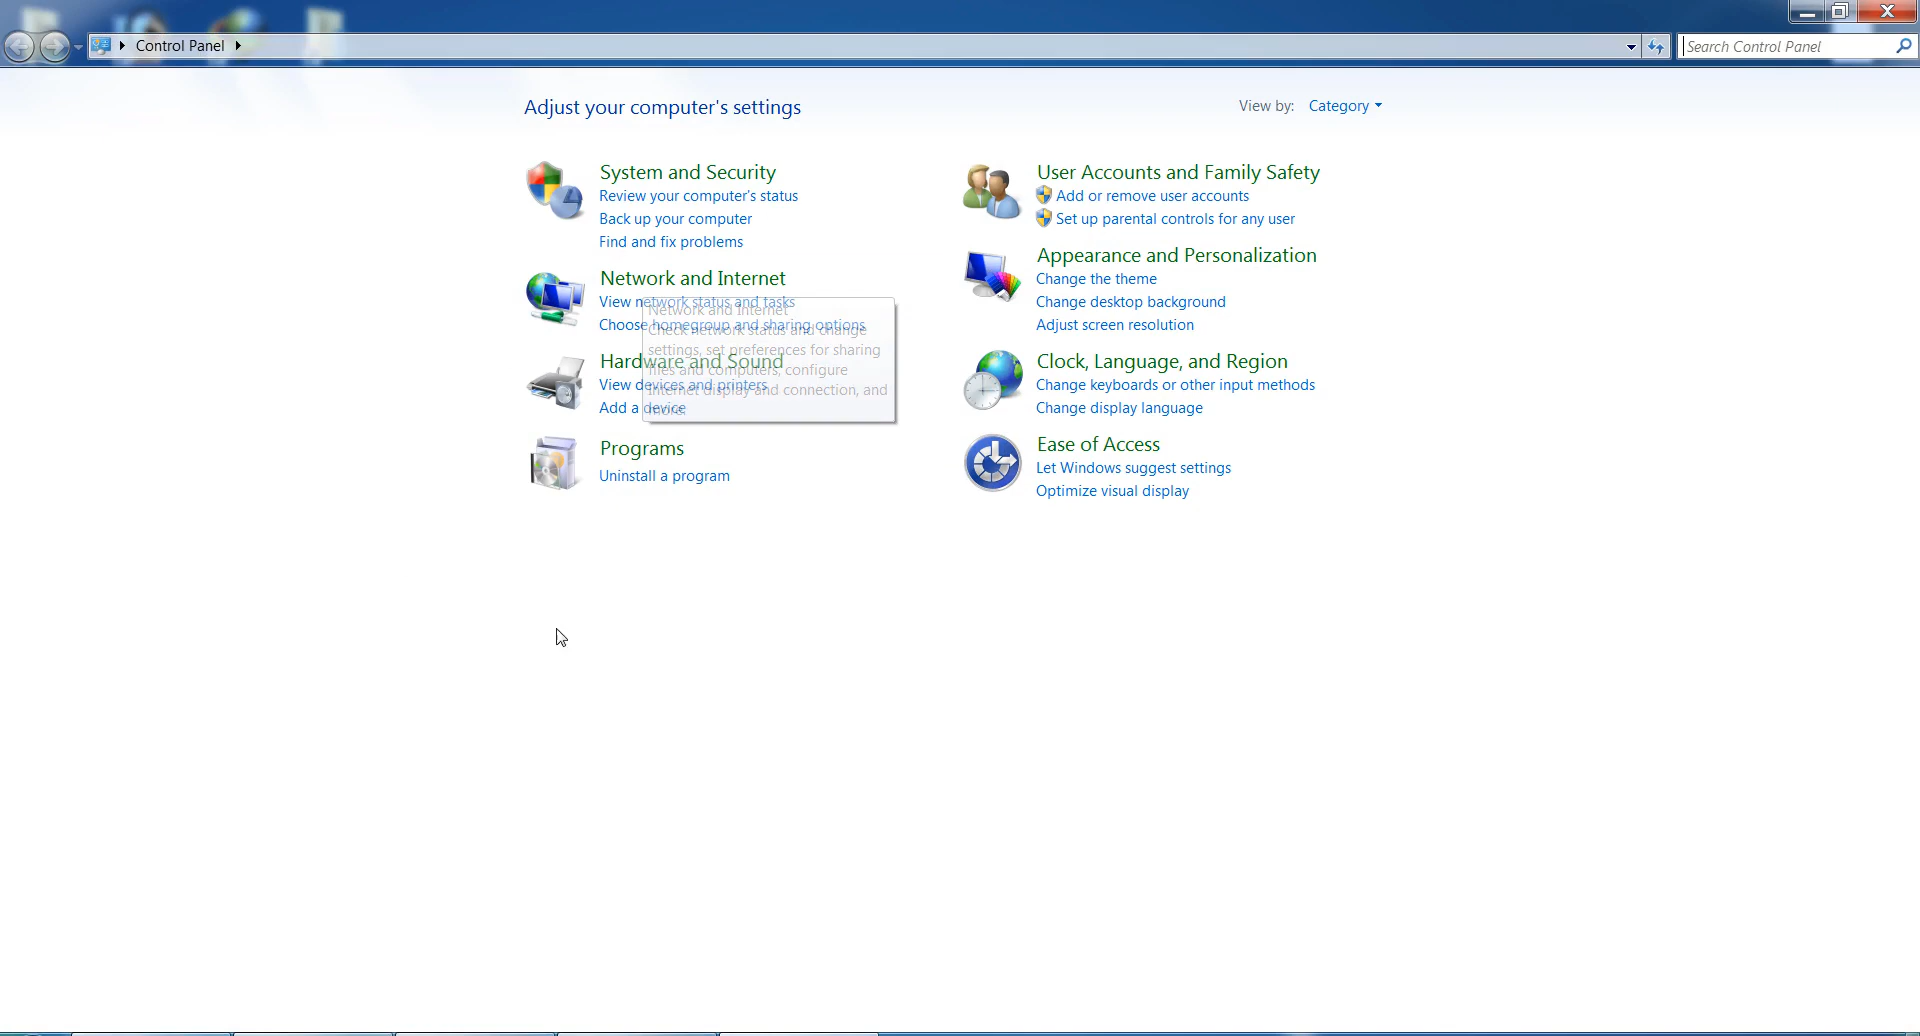 Control Panel
Search Control Panel
Adjust your computer's settings
View by: Category
System and Security
Review your computer's status
Back up your computer
Find and fix problems
Network and Internet
View network status and tasks
Choose homegroup and sharing options
Network and Internet
Check network status and change
settings, set preferences for sharing
files and computers, configure
Internet display and connection, and
more.
Hardware and Sound
View devices and printers
Add a device
Programs
Uninstall a program
User Accounts and Family Safety
Add or remove user accounts
Set up parental controls for any user
Appearance and Personalization
Change the theme
Change desktop background
Adjust screen resolution
Clock, Language, and Region
Change keyboards or other input methods
Change display language
Ease of Access
Let Windows suggest settings
Optimize visual display